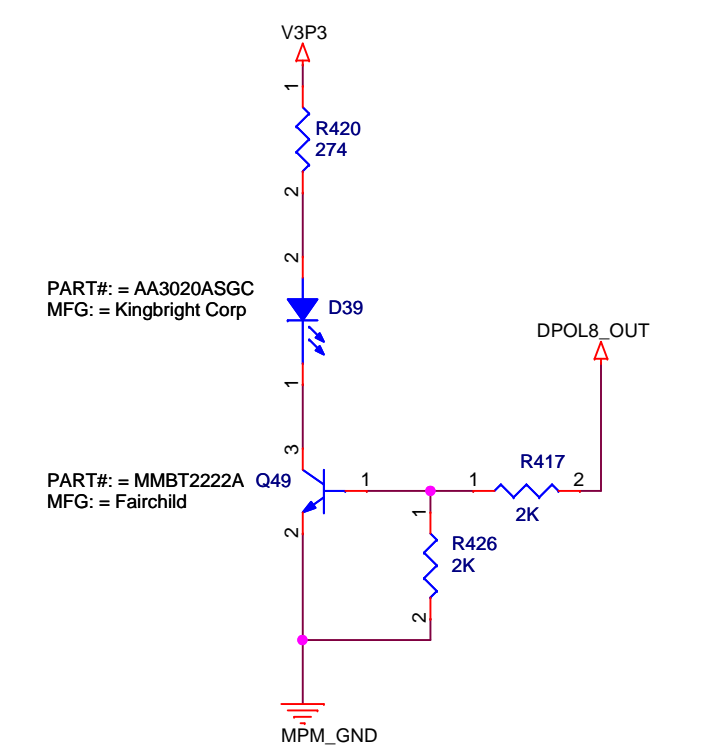 V3P3
1
R420
274
2
2
PART#: = AA3020ASGC
MFG: = Kingbright Corp
D39
DPOL8_OUT
1
3
PART#: = MMBT2222A
MFG: = Fairchild
Q49
1
1
R417
2
2K
2
1
R426
2K
2
MPM_GND